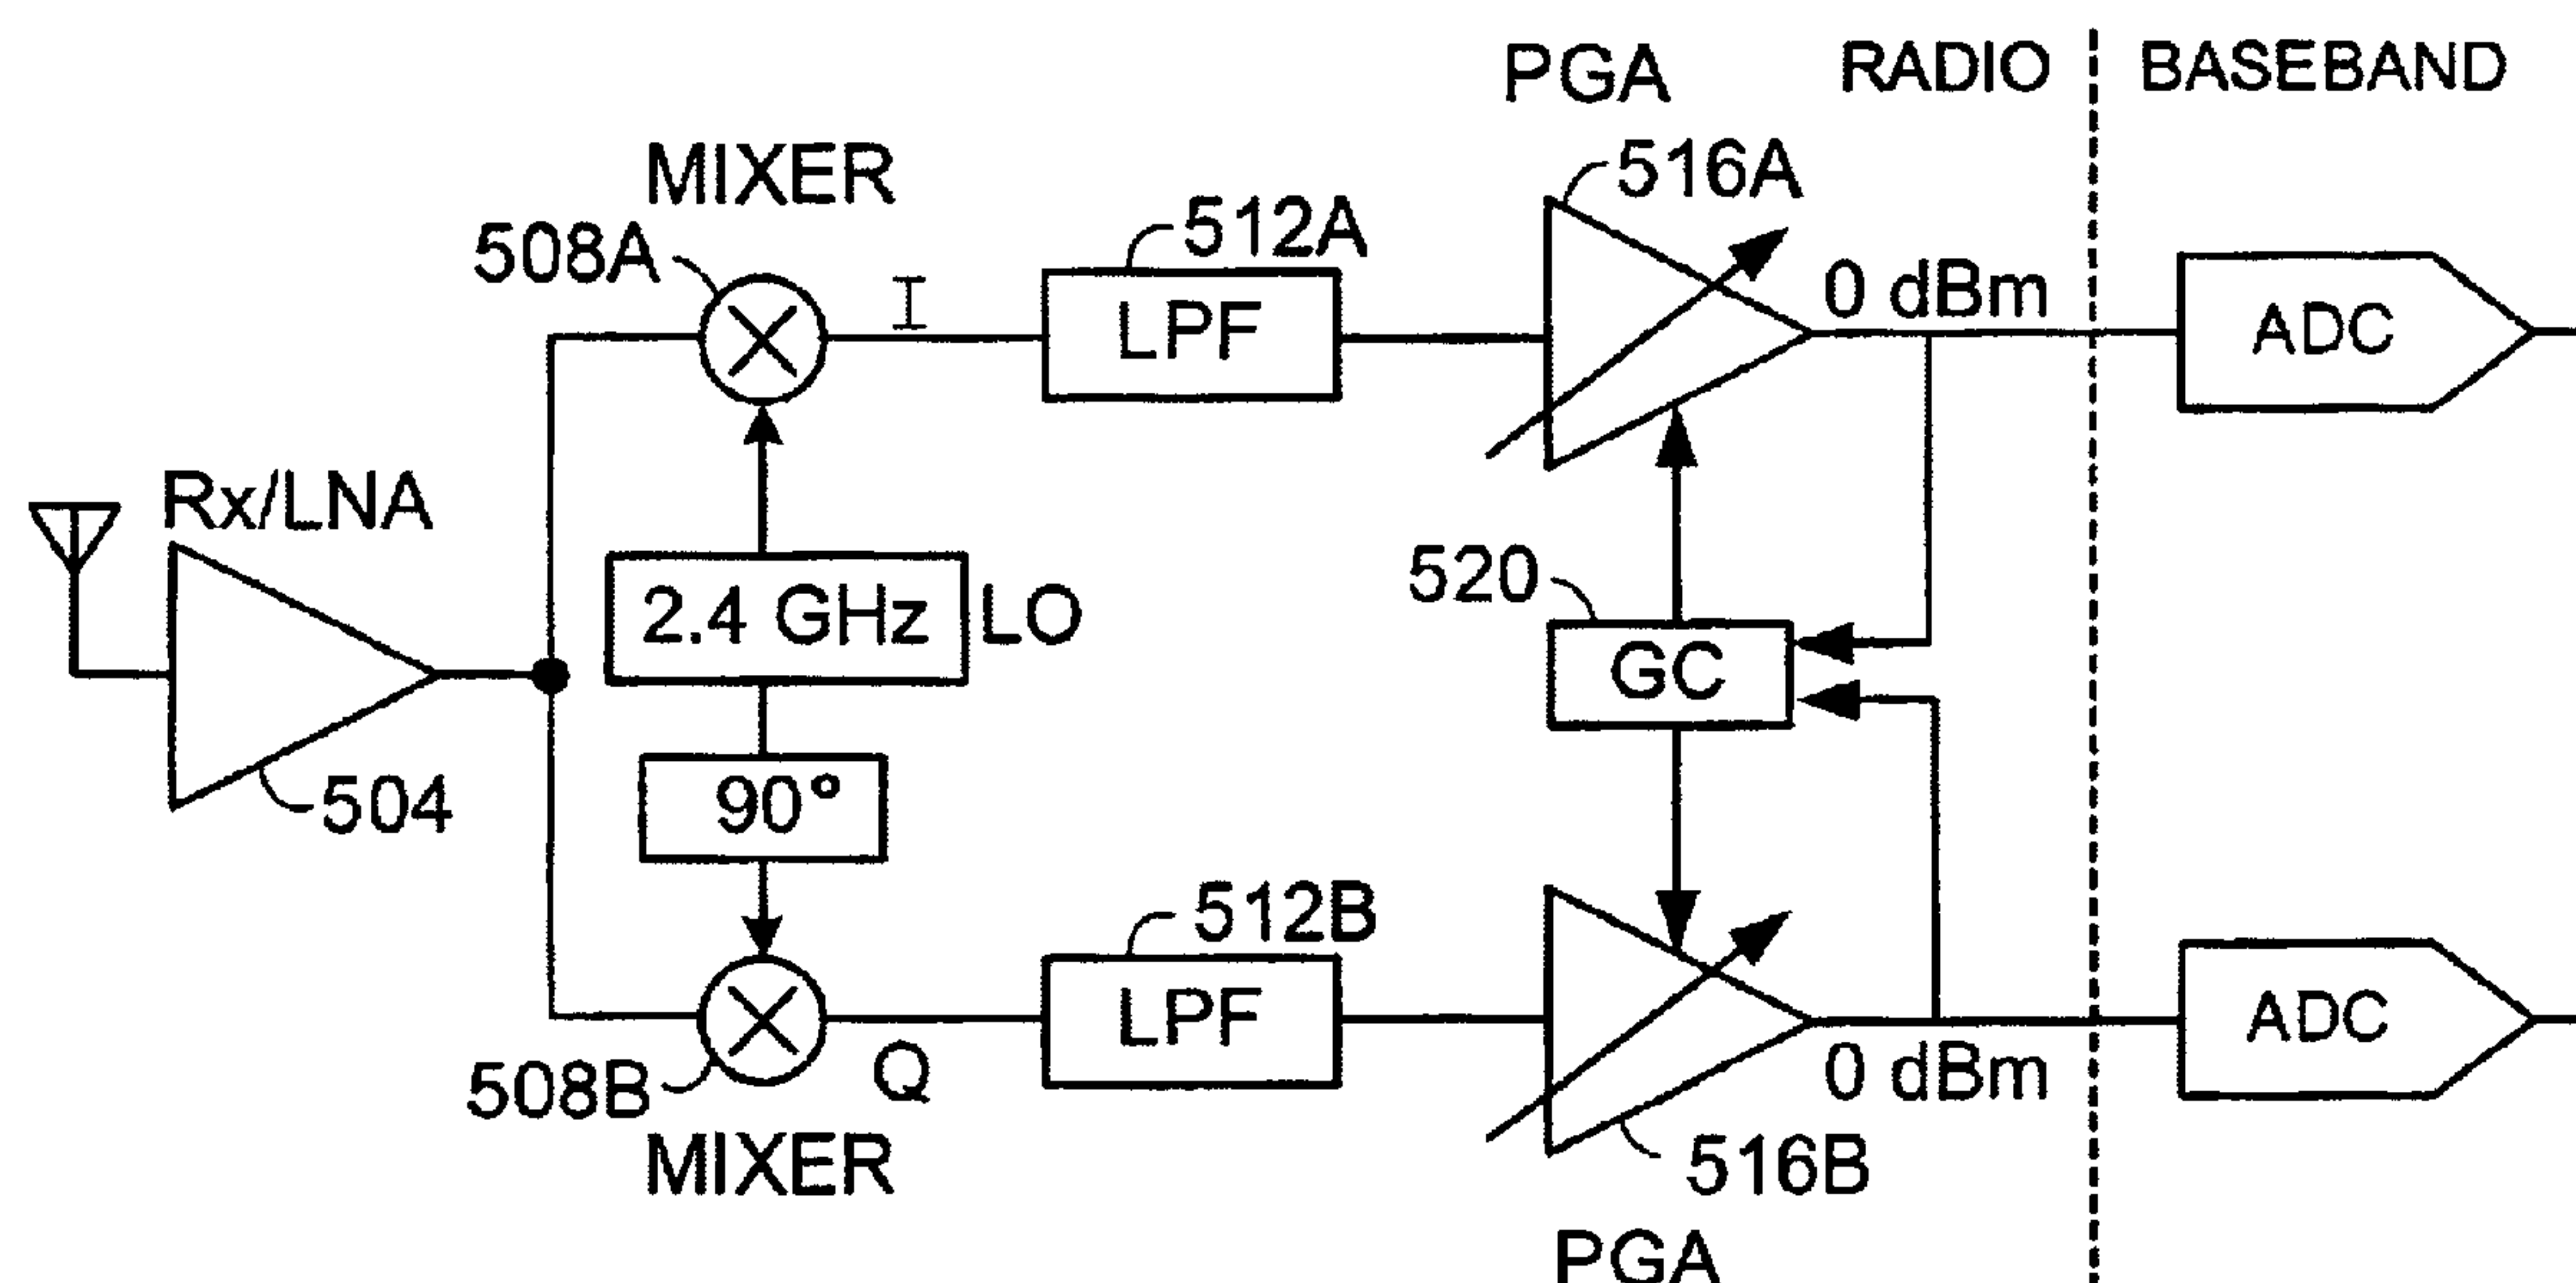 PGA
RADIO
BASEBAND
MIXER
516A
508A
512A
I
LPF
0 dBm
ADC
Rx/LNA
2.4 GHz
LO
520
GC
504
90°
512B
LPF
ADC
508B
Q
0 dBm
MIXER
516B
PGA